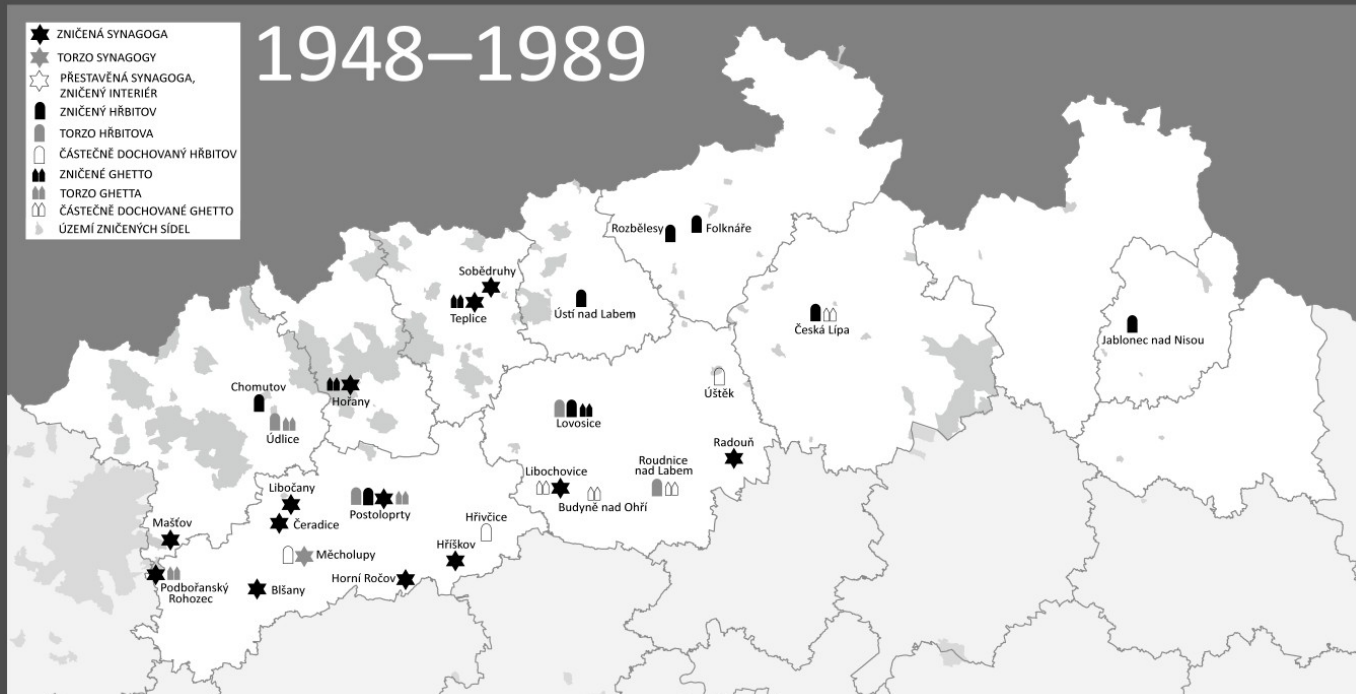 1948–1989
ZNIČENÁ SYNAGOGA
TORZO SYNAGOGY
PŘESTAVĚNÁ SYNAGOGA,
ZNIČENÝ INTERIÉR
ZNIČENÝ HŘBITOV
TORZO HŘBITOVA
ČÁSTEČNĚ DOCHOVANÝ HŘBITOV
ZNIČENÉ GHETTO
TORZO GHETTA
ČÁSTEČNĚ DOCHOVANÉ GHETTO
ÚZEMÍ ZNIČENÝCH SÍDEL
Rozbělesy
Folknáře
Sobědruhy
Teplice
Ústí nad Labem
Česká Lípa
Jablonec nad Nisou
Chomutov
Hořany
Úštěk
Údlice
Lovosice
Radouň
Libochovice
Roudnice
nad Labem
Budyně nad Ohří
Libočany
Postoloprty
Čeradice
Mašťov
Hřivčice
Měcholupy
Hříškov
Podbořanský
Rohozec
Blšany
Horní Ročov